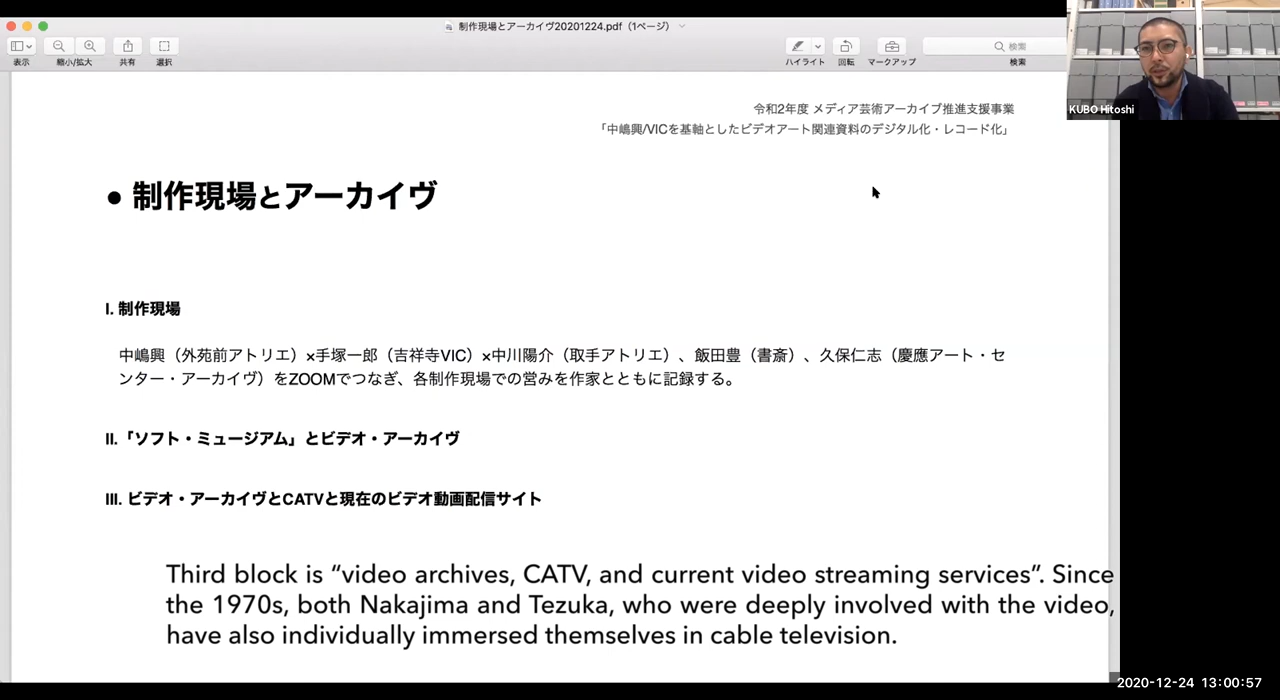 制作現場とアーカイヴ20201224.pdf（1ページ）
表示
縮小/拡大
共有
選択
ハイライト
回転
マークアップ
検索
検索
KUBO Hitoshi
令和2年度 メディア芸術アーカイブ推進支援事業
「中嶋興/VICを基軸としたビデオアート関連資料のデジタル化・レコード化」
● 制作現場とアーカイヴ
I. 制作現場
中嶋興（外苑前アトリエ）×手塚一郎（吉祥寺VIC）×中川陽介（取手アトリエ）、飯田豊（書斎）、久保仁志（慶應アート・セ
ンター・アーカイヴ）をZOOMでつなぎ、各制作現場での営みを作家とともに記録する。
II.「ソフト・ミュージアム」とビデオ・アーカイヴ
III. ビデオ・アーカイヴとCATVと現在のビデオ動画配信サイト
Third block is “video archives, CATV, and current video streaming services”. Since
the 1970s, both Nakajima and Tezuka, who were deeply involved with the video,
have also individually immersed themselves in cable television.
2020-12-24 13:00:57